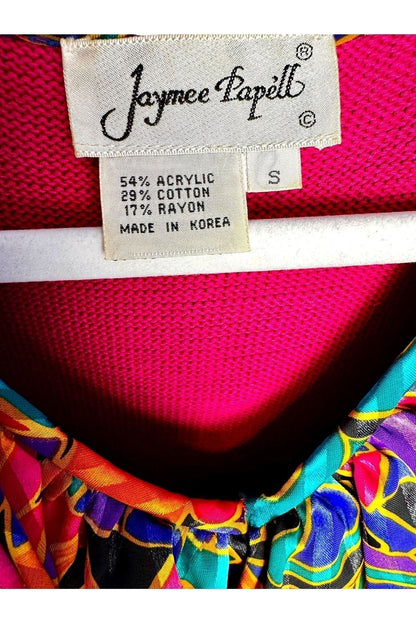 Jaymee Papéll ®
©
S
54% ACRYLIC
29% COTTON
17% RAYON
MADE IN KOREA